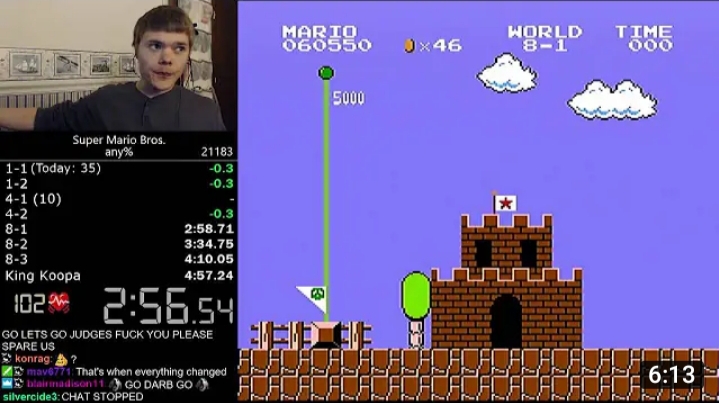 MARIO
060550
×46
WORLD
8-1
TIME
000
5000
Super Mario Bros.
any%
21183
1-1 (Today: 35) -0.3
1-2 -0.3
4-1 (10) -
4-2 -0.3
8-1 2:58.71
8-2 3:34.75
8-3 4:10.05
King Koopa 4:57.24
102
2:56.54
GO LETS GO JUDGES FUCK YOU PLEASE
SPARE US
konrag: ?
mav6771: That's when everything changed
blairmadison11: GO DARB GO
silvercide3: CHAT STOPPED
6:13